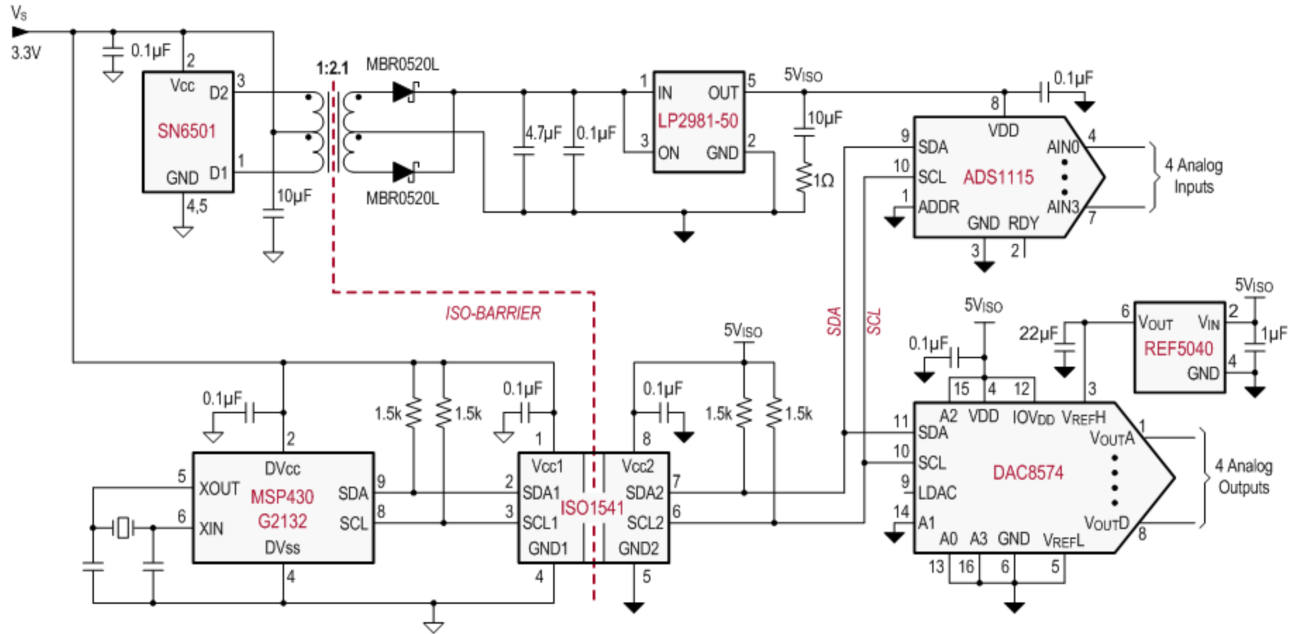 VS
3.3V
0.1µF
2
Vcc
D2
3
SN6501
D1
1
GND
4,5
10µF
1:2.1
MBR0520L
MBR0520L
4.7µF
0.1µF
1
IN
OUT
5
LP2981-50
3
ON
GND
2
5VISO
10µF
1Ω
0.1µF
8
VDD
9
SDA
AIN0
4
10
SCL
ADS1115
1
ADDR
AIN3
7
GND
RDY
3
2
4 Analog
Inputs
ISO-BARRIER
SDA
SCL
0.1µF
2
DVcc
5
XOUT
MSP430
G2132
SDA
9
6
XIN
SCL
8
DVss
4
1.5k
1.5k
0.1µF
1
Vcc1
2
SDA1
3
SCL1
GND1
4
ISO1541
5VISO
0.1µF
8
Vcc2
SDA2
7
SCL2
6
GND2
5
1.5k
1.5k
5VISO
0.1µF
15
4
12
3
A2
VDD
IOVDD
VREFH
11
SDA
10
SCL
9
LDAC
14
A1
DAC8574
VOUTA
1
VOUTD
8
A0
A3
GND
VREFL
13
16
6
5
4 Analog
Outputs
22µF
6
VOUT
VIN
2
REF5040
GND
4
5VISO
1µF